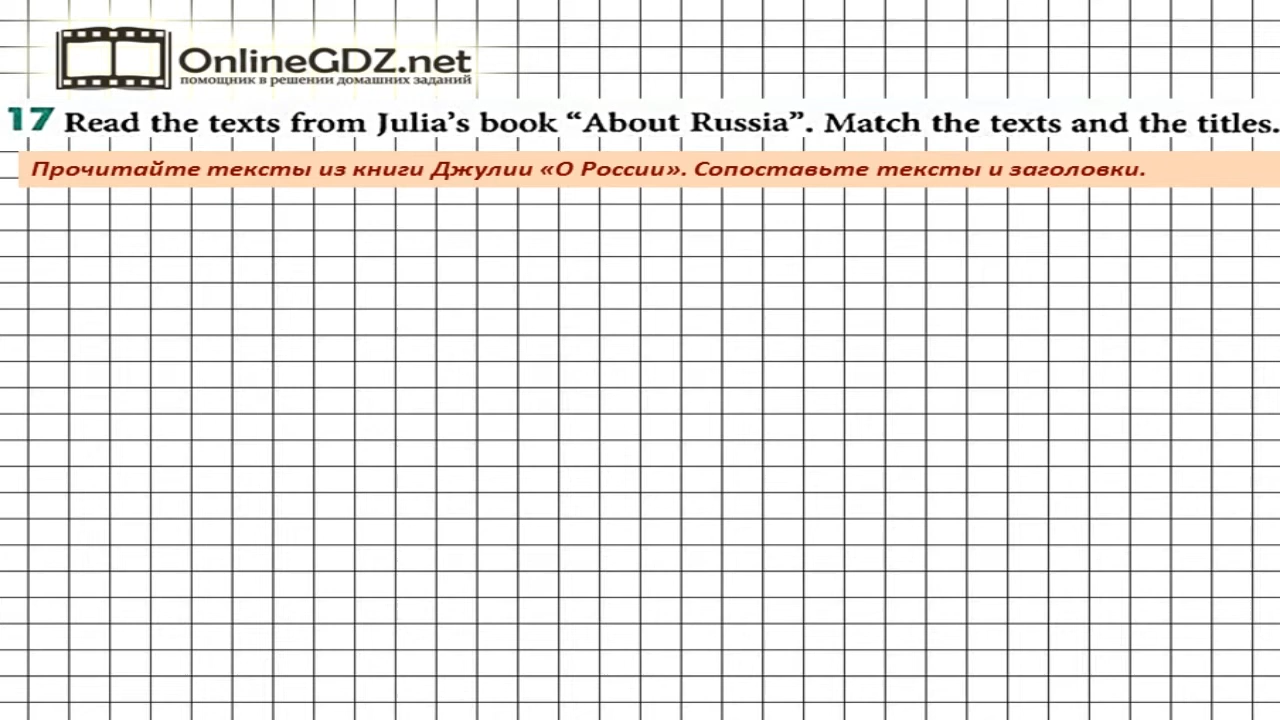 OnlineGDZ.net
помощник в решении домашних заданий
17 Read the texts from Julia’s book “About Russia”. Match the texts and the titles.
Прочитайте тексты из книги Джулии «О России». Сопоставьте тексты и заголовки.